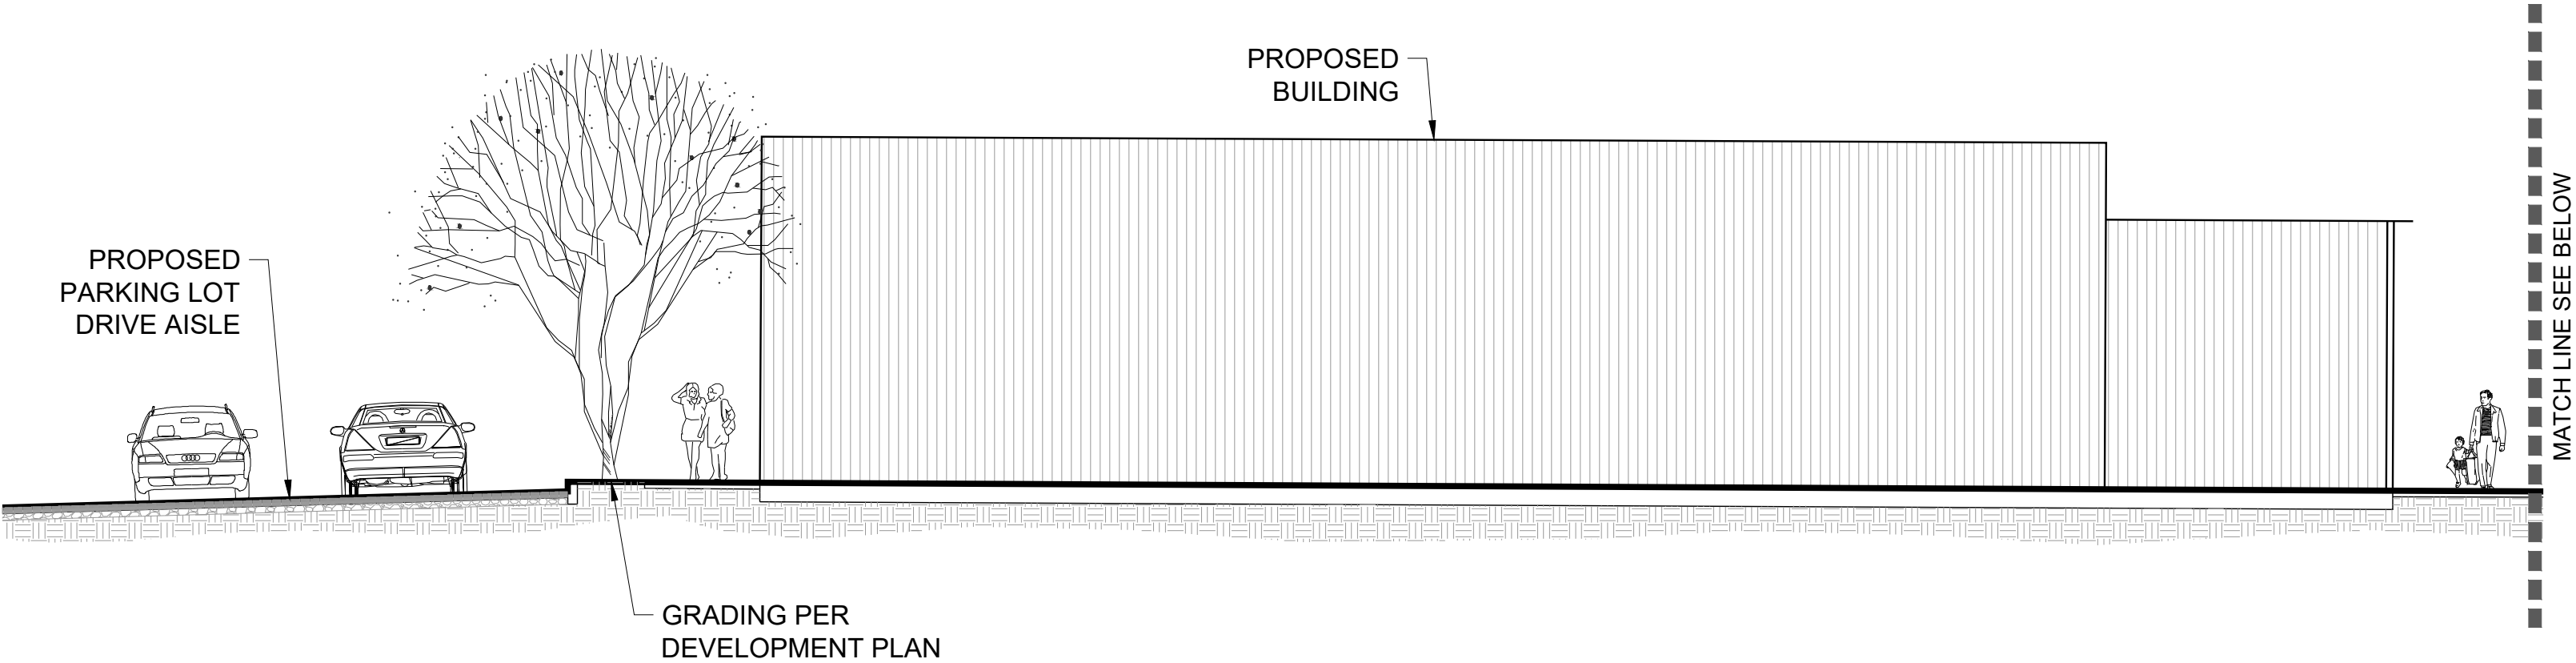 PROPOSED
BUILDING
PROPOSED
PARKING LOT
DRIVE AISLE
GRADING PER
DEVELOPMENT PLAN
MATCH LINE SEE BELOW